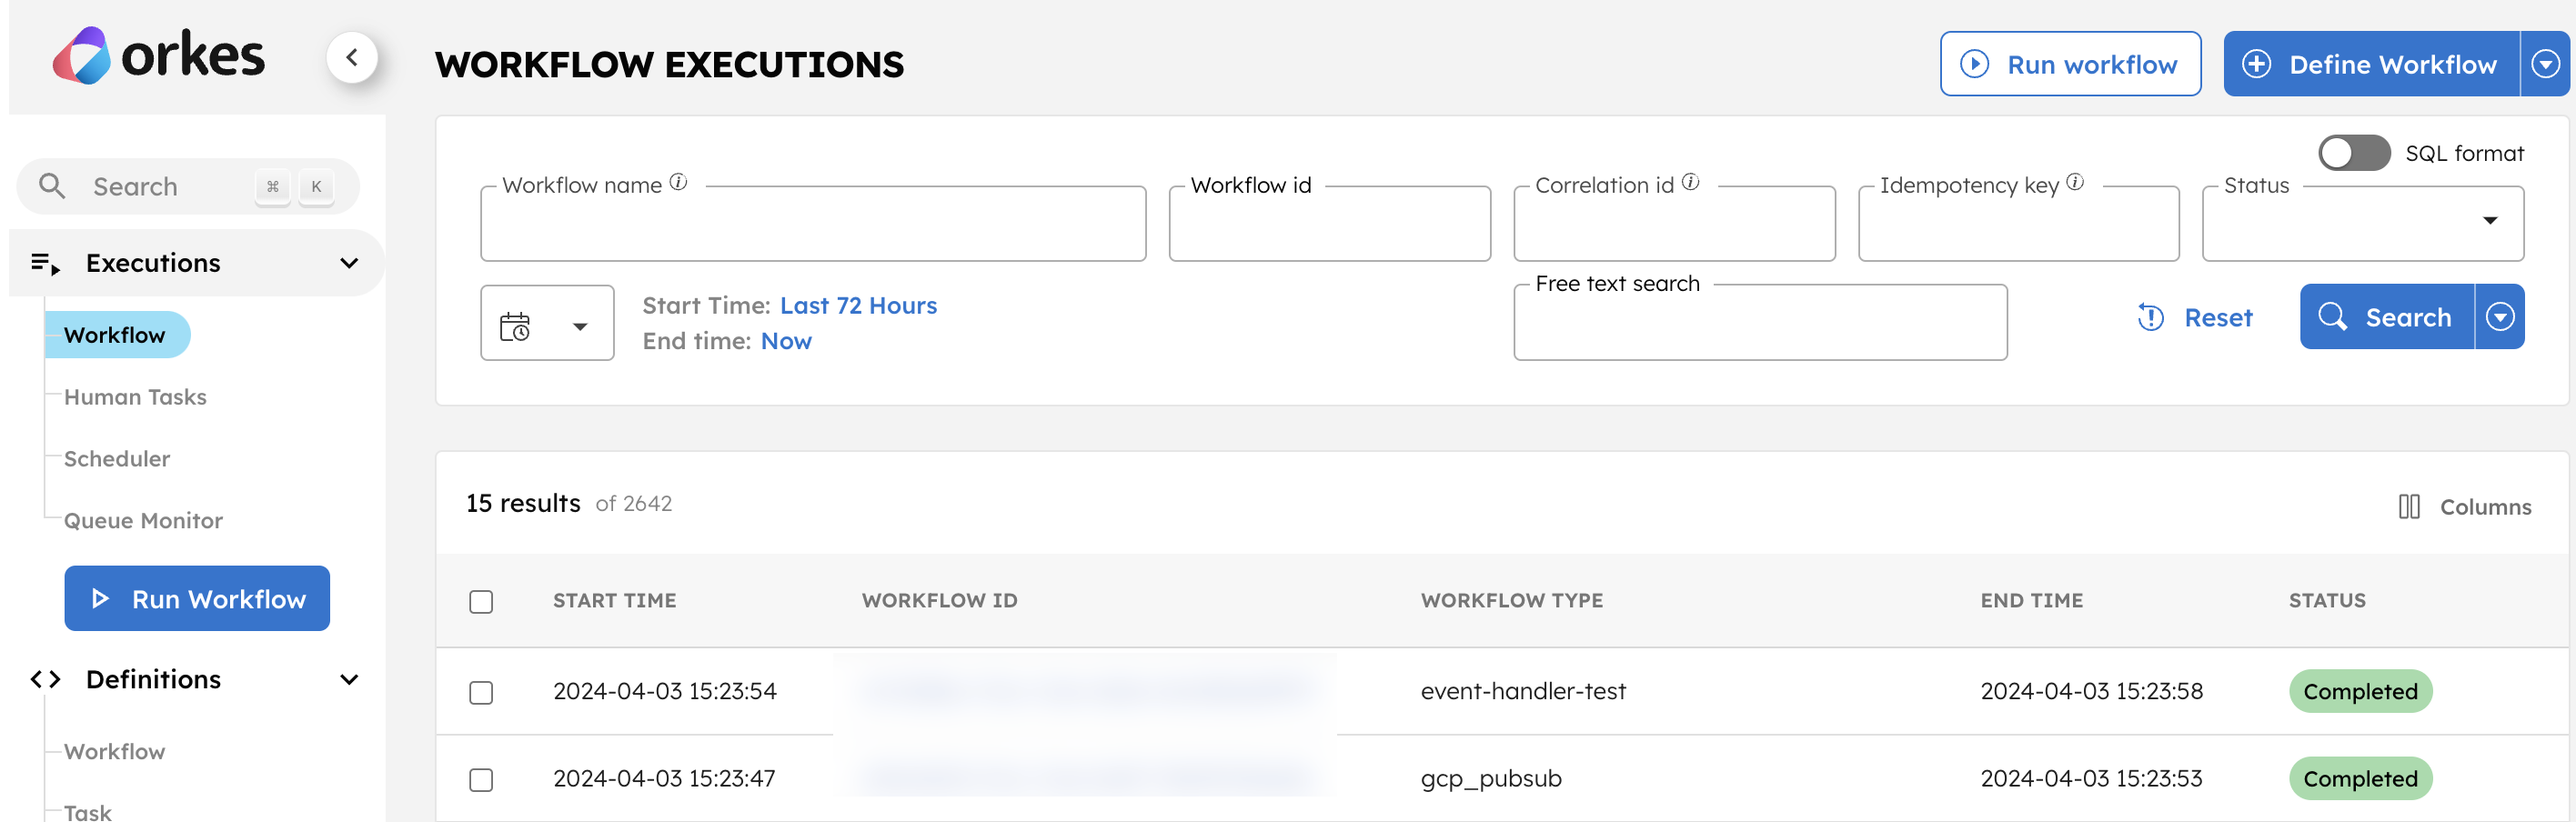 orkes
WORKFLOW EXECUTIONS
Run workflow
Define Workflow
Search
⌘ K
Executions
Workflow
Human Tasks
Scheduler
Queue Monitor
Run Workflow
Definitions
Workflow
Task
SQL format
Workflow name
Workflow id
Correlation id
Idempotency key
Status
Start Time: Last 72 Hours
End time: Now
Free text search
Reset
Search
15 results of 2642
Columns
START TIME WORKFLOW ID WORKFLOW TYPE END TIME STATUS
2024-04-03 15:23:54 event-handler-test 2024-04-03 15:23:58 Completed
2024-04-03 15:23:47 gcp_pubsub 2024-04-03 15:23:53 Completed